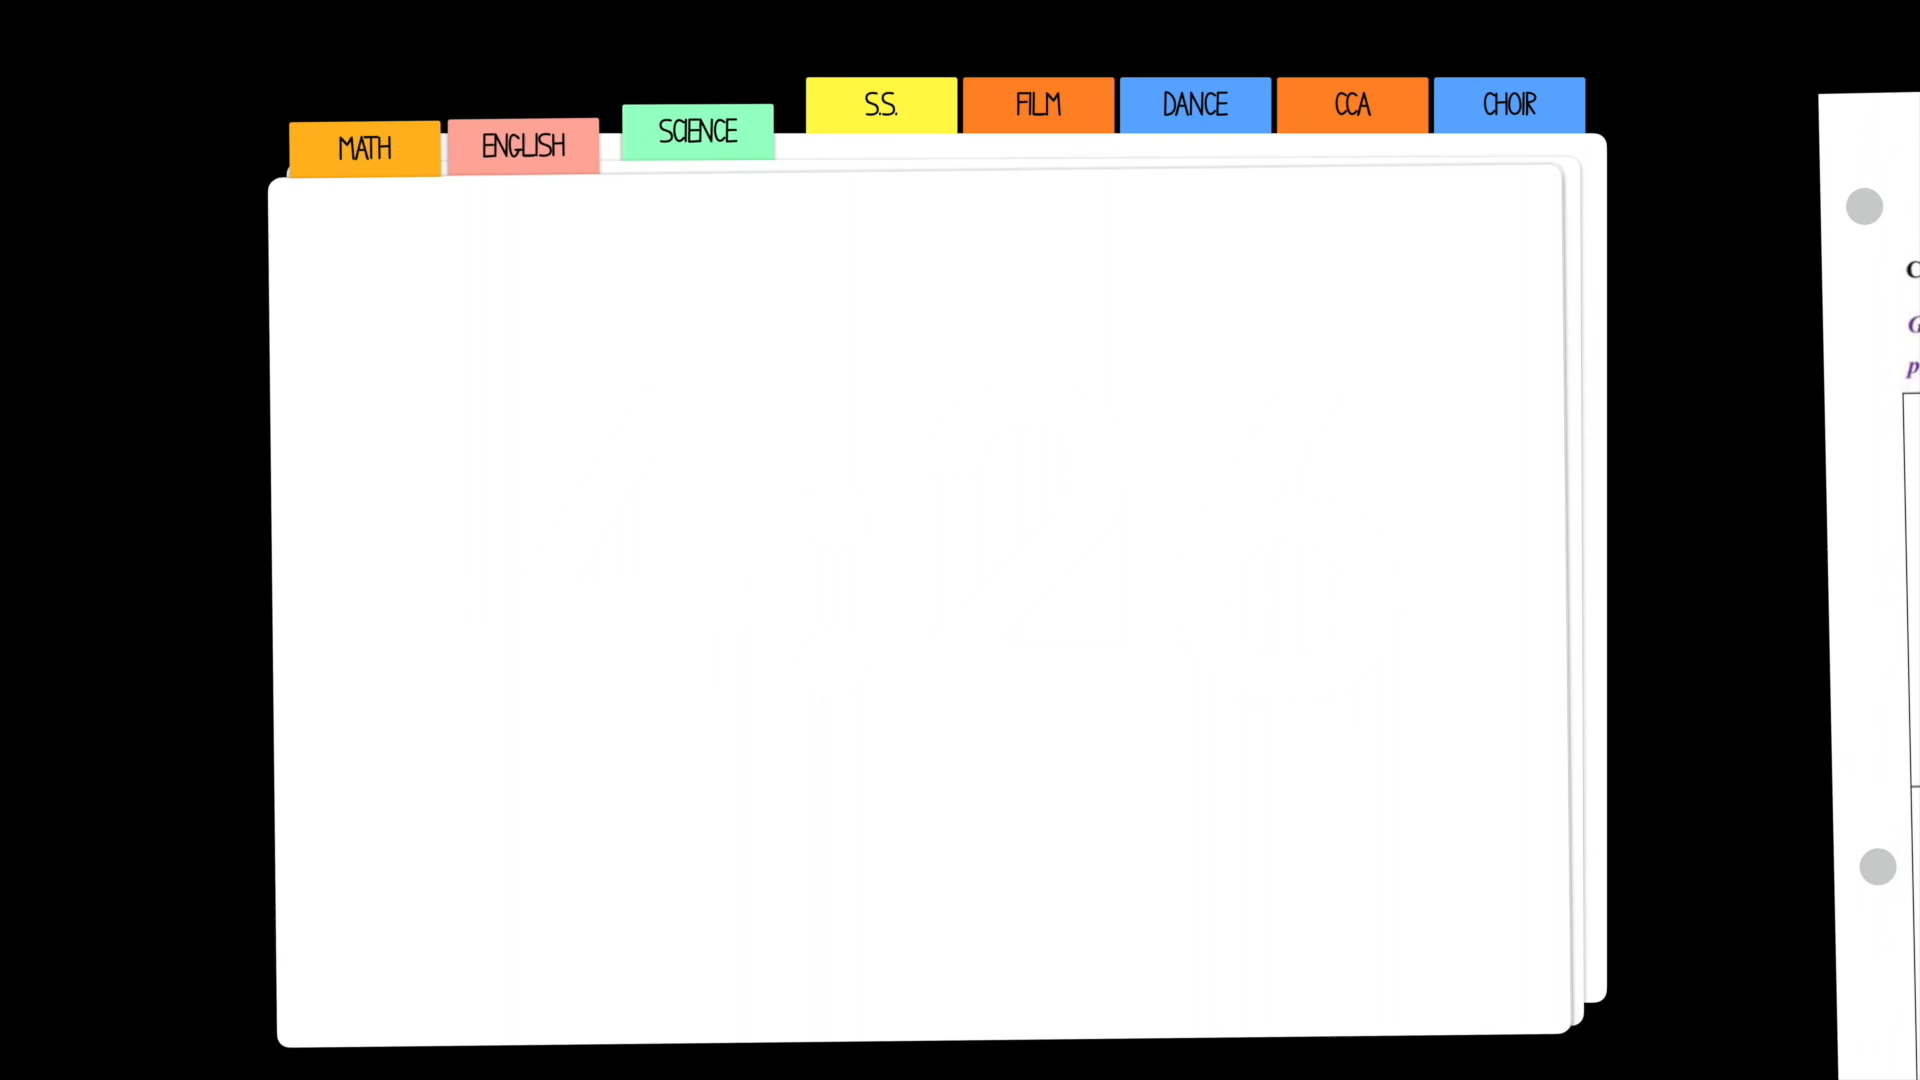 MATH
ENGLISH
SCIENCE
S.S.
FILM
DANCE
CCA
CHOIR